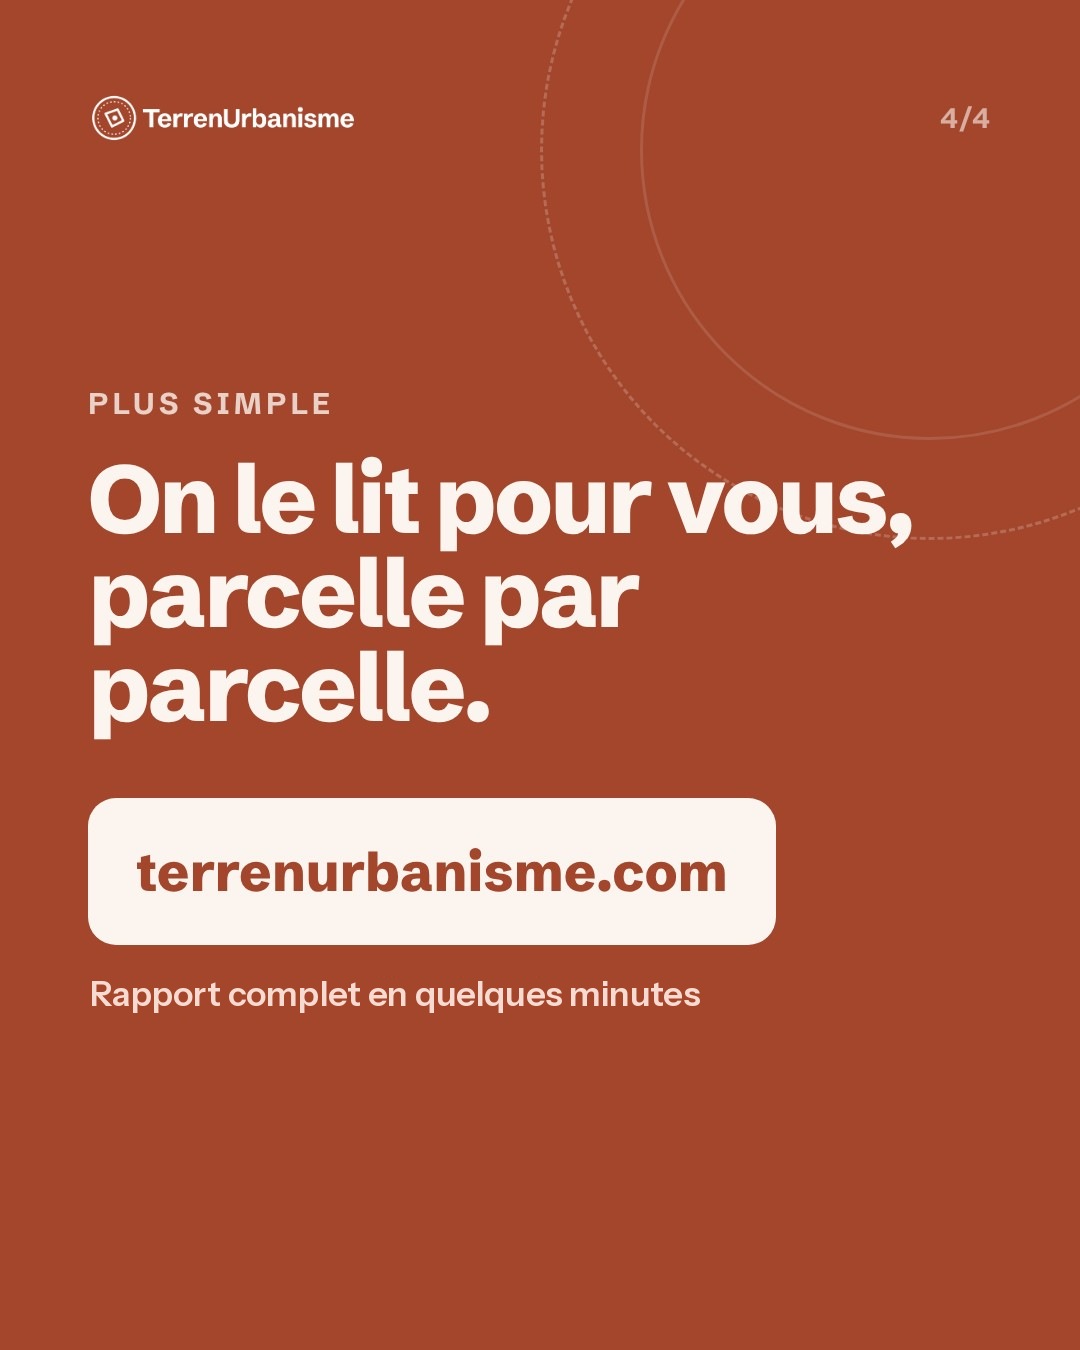 TerrenUrbanisme
4/4
PLUS SIMPLE
On le lit pour vous,
parcelle par
parcelle.
terrenurbanisme.com
Rapport complet en quelques minutes